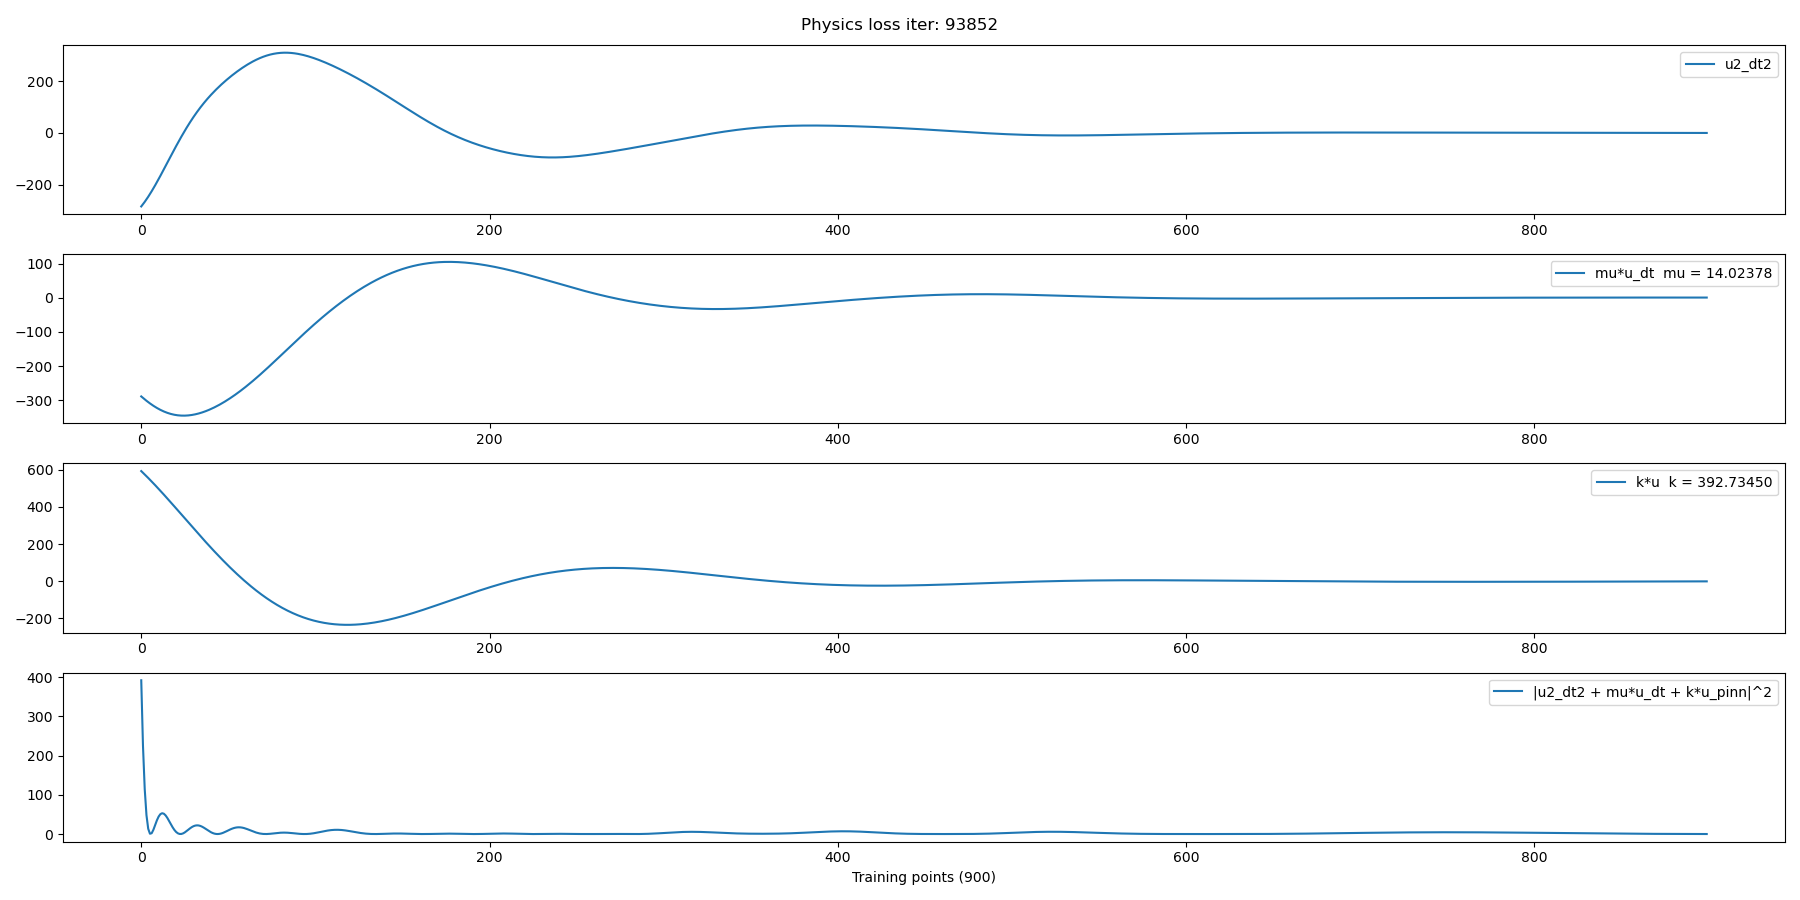 Physics loss iter: 93852
200
0
−200
u2_dt2
0 200 400 600 800
100
0
−100
−200
−300
mu*u_dt  mu = 14.02378
0 200 400 600 800
600
400
200
0
−200
k*u  k = 392.73450
0 200 400 600 800
400
300
200
100
0
|u2_dt2 + mu*u_dt + k*u_pinn|^2
0 200 400 600 800
Training points (900)